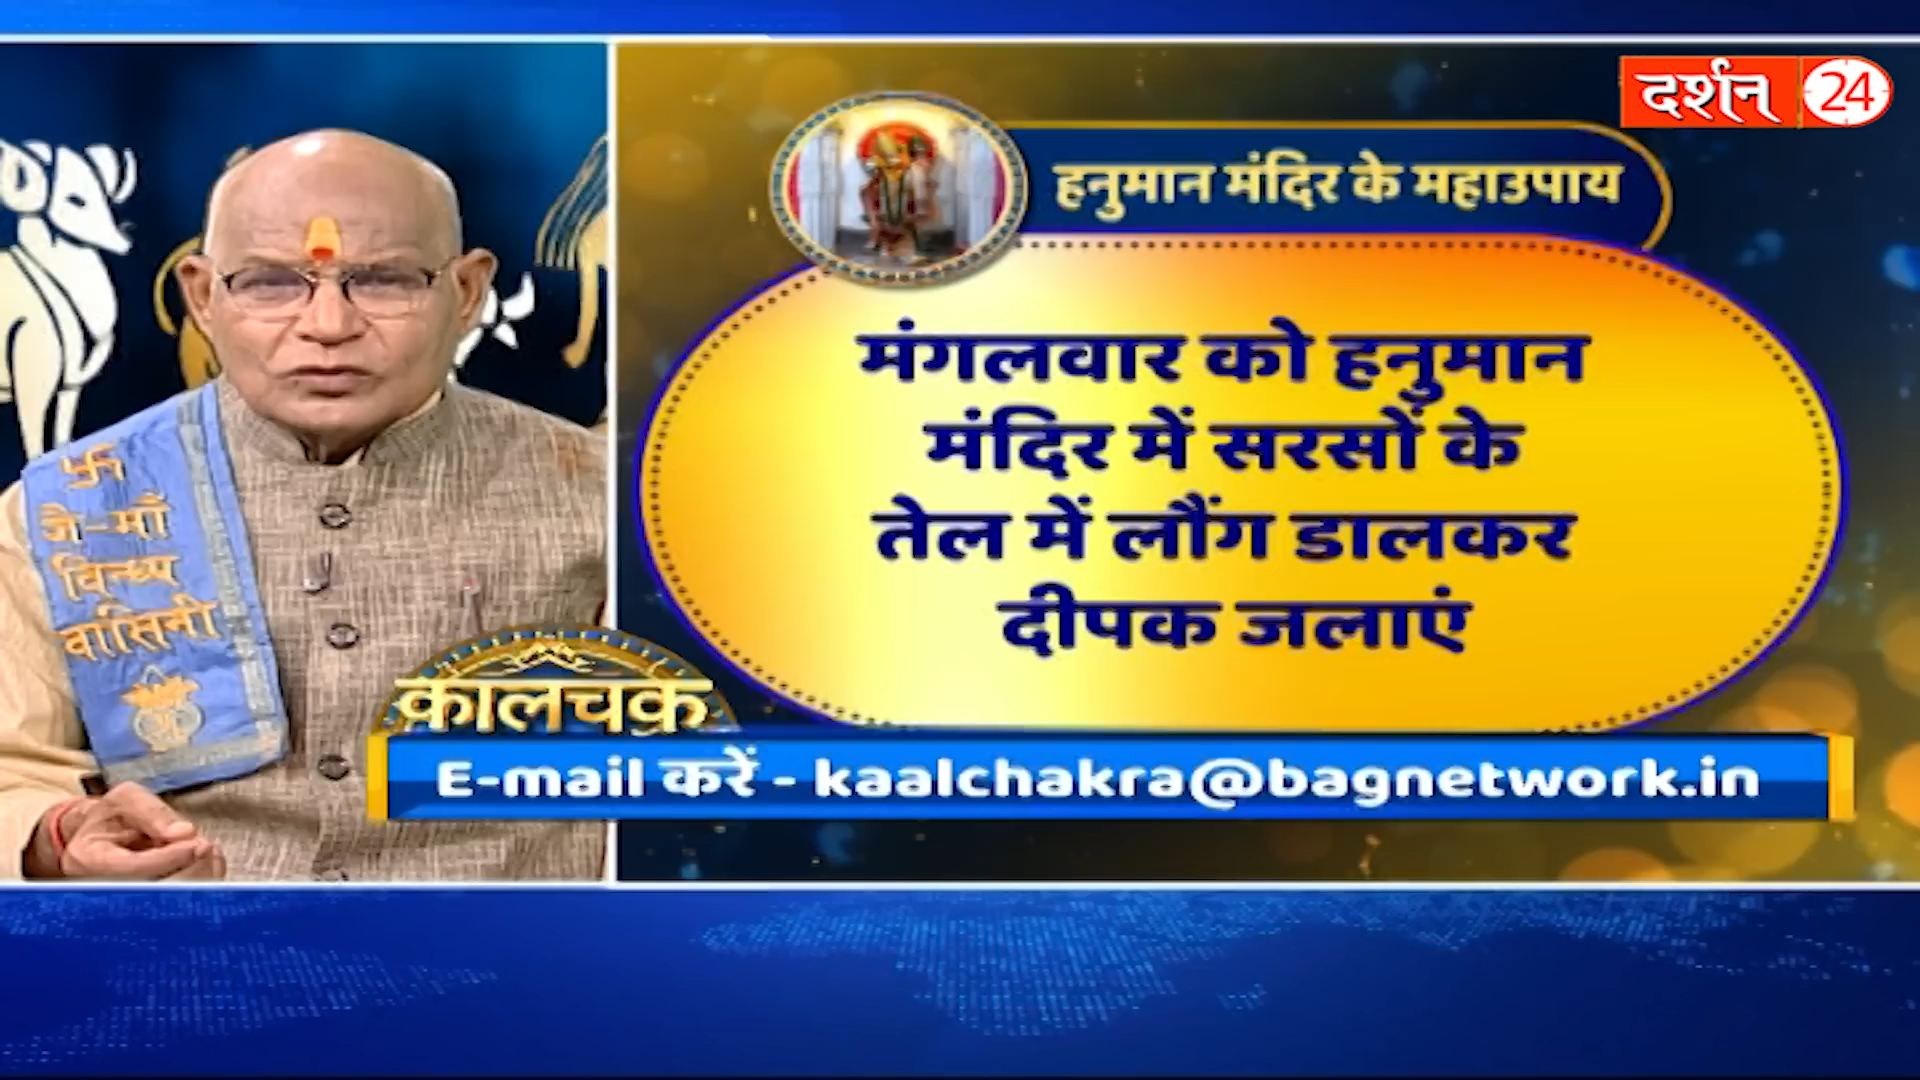 दर्शन 24
हनुमान मंदिर के महाउपाय
मंगलवार को हनुमान
मंदिर में सरसों के
तेल में लौंग डालकर
दीपक जलाएं
जै-माँ
विन्ध्य
वासिनी
कालचक्र
E-mail करें - kaalchakra@bagnetwork.in